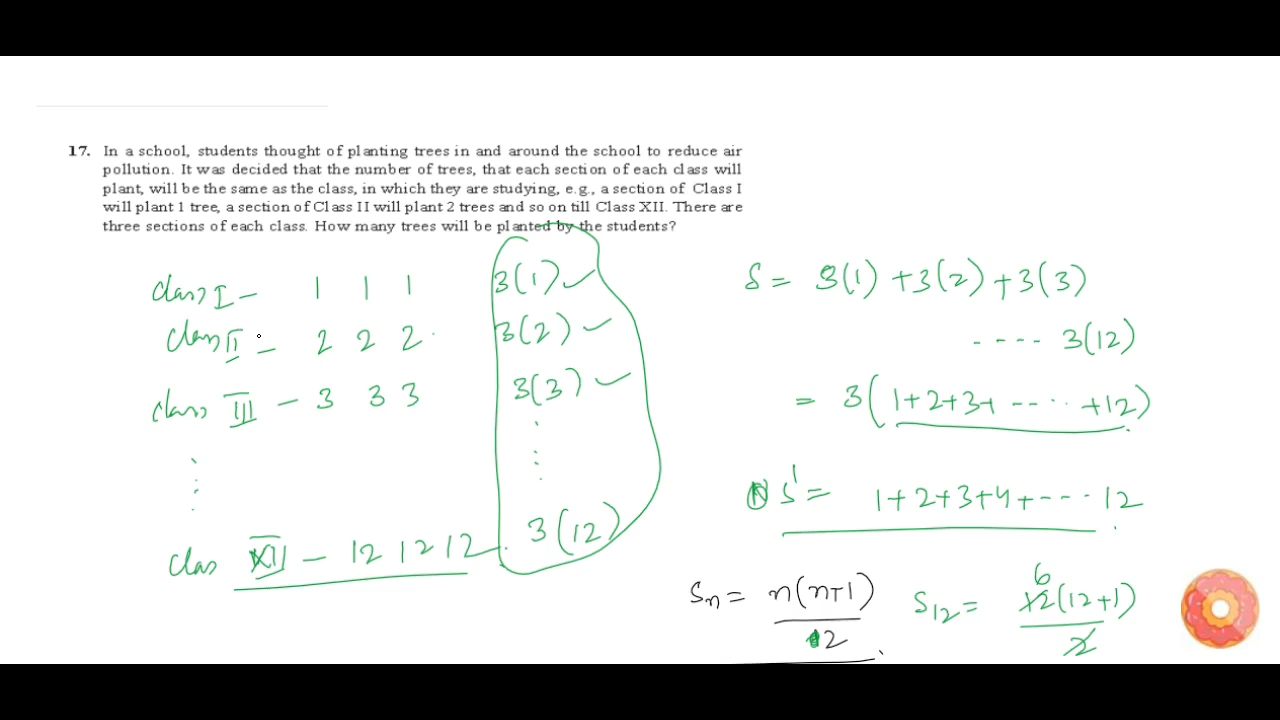 17. In a school, students thought of planting trees in and around the school to reduce air
pollution. It was decided that the number of trees, that each section of each class will
plant, will be the same as the class, in which they are studying, e.g., a section of Class I
will plant 1 tree, a section of Class II will plant 2 trees and so on till Class XII. There are
three sections of each class. How many trees will be planted by the students?
class I - 1 1 1 3(1) ✓
class II - 2 2 2 3(2) ✓
class III - 3 3 3 3(3) ✓
clas XII - 12 12 12 3(12)
S = 3(1) + 3(2) + 3(3)
---- 3(12)
= 3(1+2+3+ ----- +12)
S' = 1+2+3+4+---- 12
Sn = n(n+1)
2
S12 = 12(12+1)
6
2